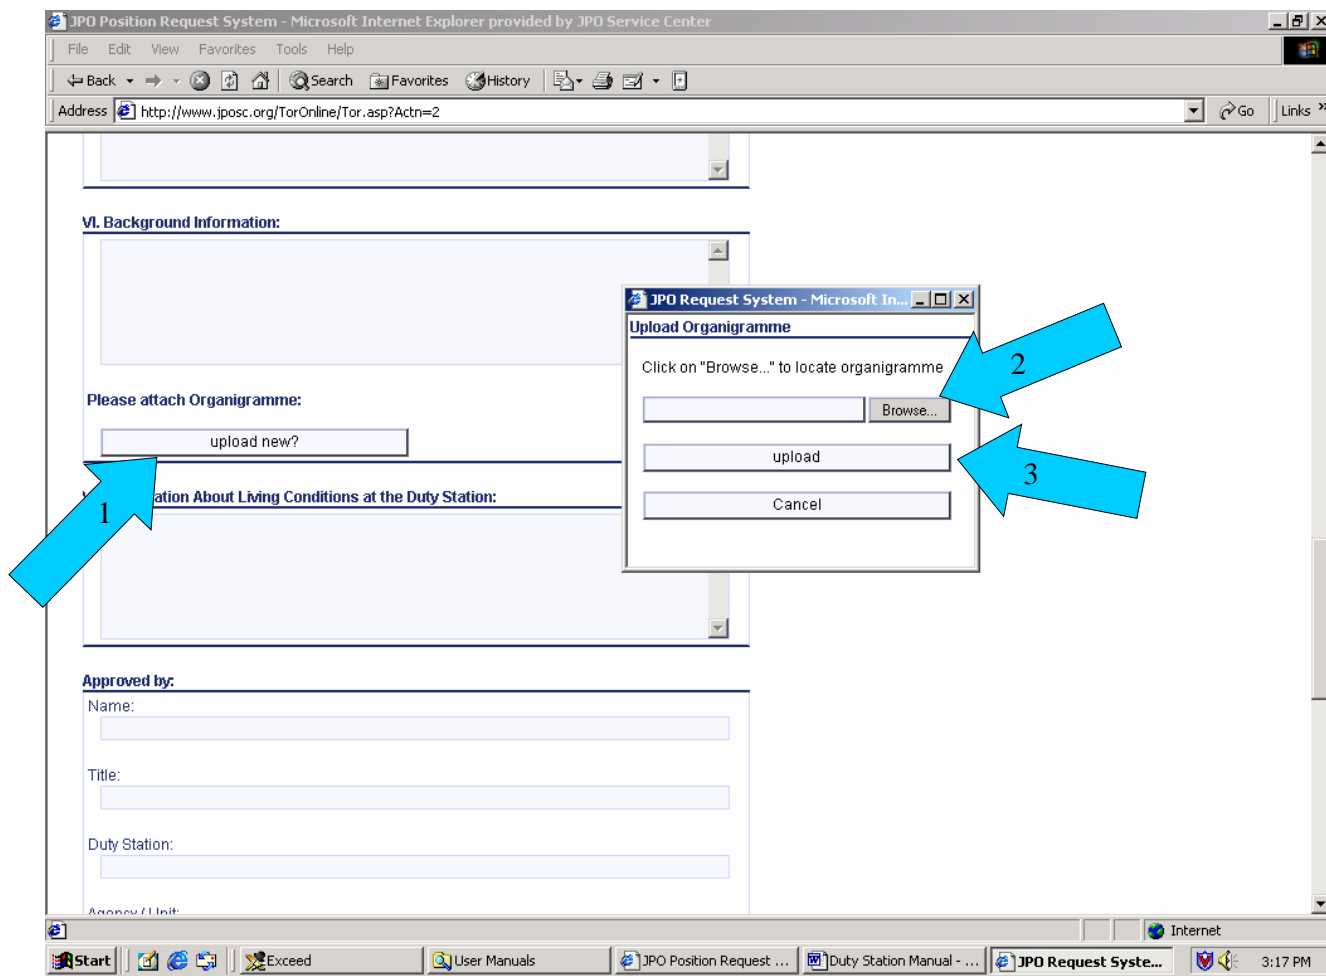 JPO Position Request System - Microsoft Internet Explorer provided by JPO Service Center
File Edit View Favorites Tools Help
Back Search Favorites History
Address http://www.jposc.org/TorOnline/Tor.asp?Actn=2 Go Links »
VI. Background Information:
JPO Request System - Microsoft In...
Upload Organigramme
Click on "Browse..." to locate organigramme
2
Please attach Organigramme:
Browse...
upload new?
upload
3
ation About Living Conditions at the Duty Station:
1
Cancel
Approved by:
Name:
Title:
Duty Station:
Agency / Unit:
Internet
Start Exceed User Manuals JPO Position Request ... Duty Station Manual - ... JPO Request Syste... 3:17 PM